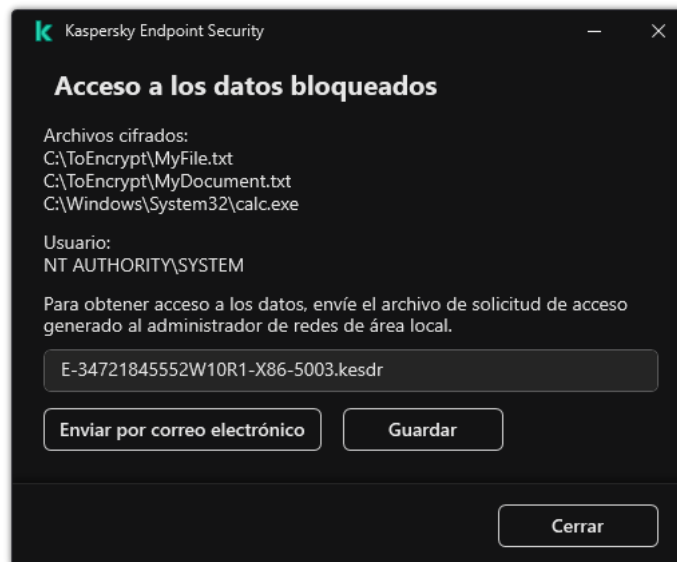 Kaspersky Endpoint Security
Acceso a los datos bloqueados
Archivos cifrados:
C:\ToEncrypt\MyFile.txt
C:\ToEncrypt\MyDocument.txt
C:\Windows\System32\calc.exe
Usuario:
NT AUTHORITY\SYSTEM
Para obtener acceso a los datos, envíe el archivo de solicitud de acceso
generado al administrador de redes de área local.
E-34721845552W10R1-X86-5003.kesdr
Enviar por correo electrónico Guardar
Cerrar